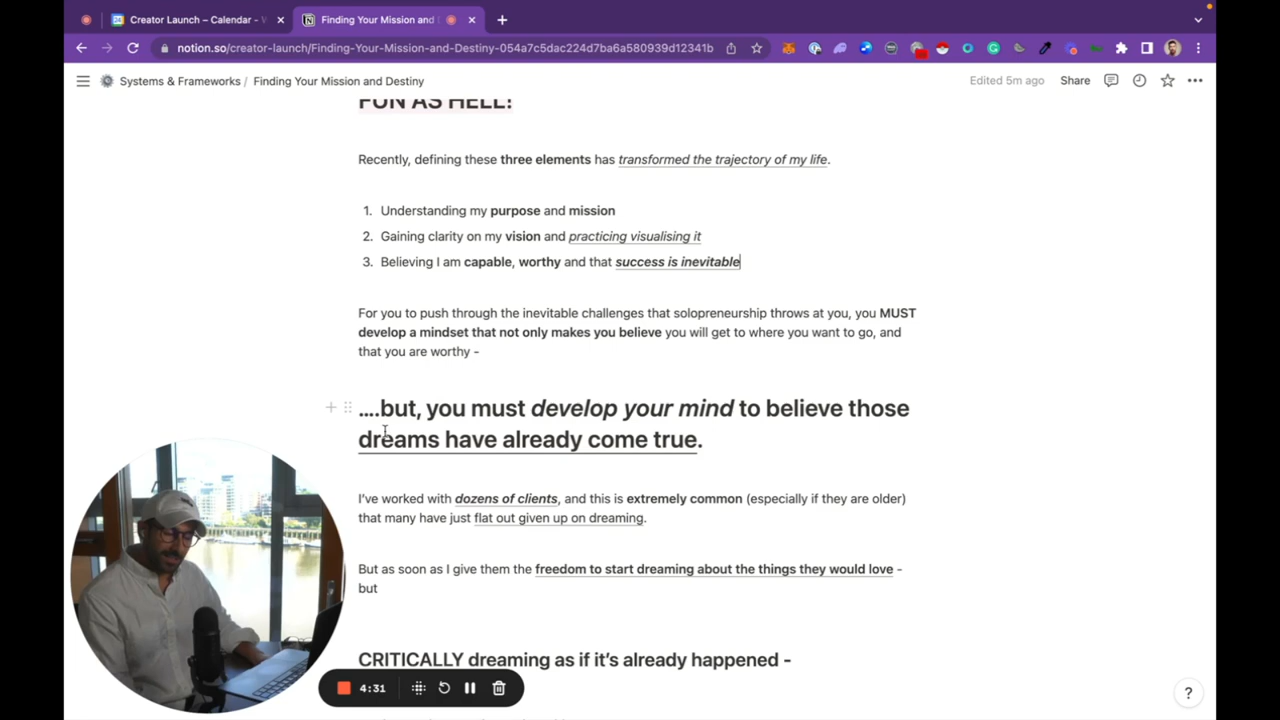 Creator Launch – Calendar -
Finding Your Mission and
notion.so/creator-launch/Finding-Your-Mission-and-Destiny-054a7c5dac224d7ba6a580939d12341b
Systems & Frameworks / Finding Your Mission and Destiny
Edited 5m ago
Share
FUN AS HELL!
Recently, defining these three elements has transformed the trajectory of my life.
1. Understanding my purpose and mission
2. Gaining clarity on my vision and practicing visualising it
3. Believing I am capable, worthy and that success is inevitable
For you to push through the inevitable challenges that solopreneurship throws at you, you MUST
develop a mindset that not only makes you believe you will get to where you want to go, and
that you are worthy -
….but, you must develop your mind to believe those
dreams have already come true.
I’ve worked with dozens of clients, and this is extremely common (especially if they are older)
that many have just flat out given up on dreaming.
But as soon as I give them the freedom to start dreaming about the things they would love -
but
CRITICALLY dreaming as if it’s already happened -
4:31
?